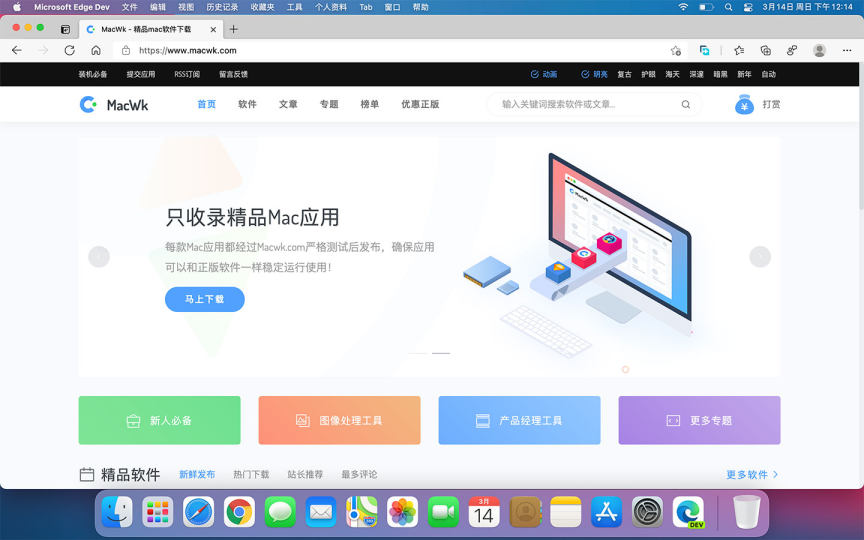 Microsoft Edge Dev 文件 编辑 视图 历史记录 收藏夹 工具 个人资料 Tab 窗口 帮助 3月14日 周日 下午12:14
MacWk - 精品mac软件下载
https://www.macwk.com
装机必备 提交应用 RSS订阅 留言反馈 动画 明亮 复古 护眼 海天 深邃 暗黑 新年 自动
MacWk 首页 软件 文章 专题 榜单 优惠正版 输入关键词搜索软件或文章... 打赏
只收录精品Mac应用
每款Mac应用都经过Macwk.com严格测试后发布，确保应用
可以和正版软件一样稳定运行使用！
马上下载
MacWk
新人必备 图像处理工具 产品经理工具 更多专题
精品软件 新鲜发布 热门下载 站长推荐 最多评论 更多软件
3月
14
DEV